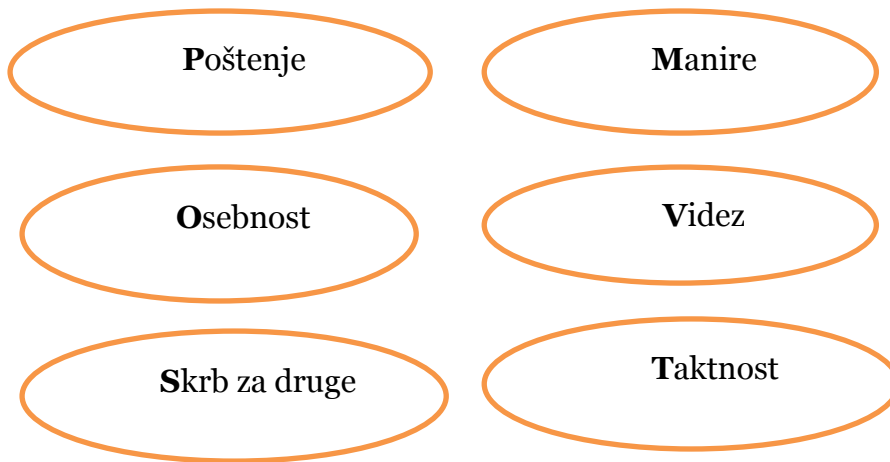 Poštenje
Manire
Osebnost
Videz
Skrb za druge
Taktnost